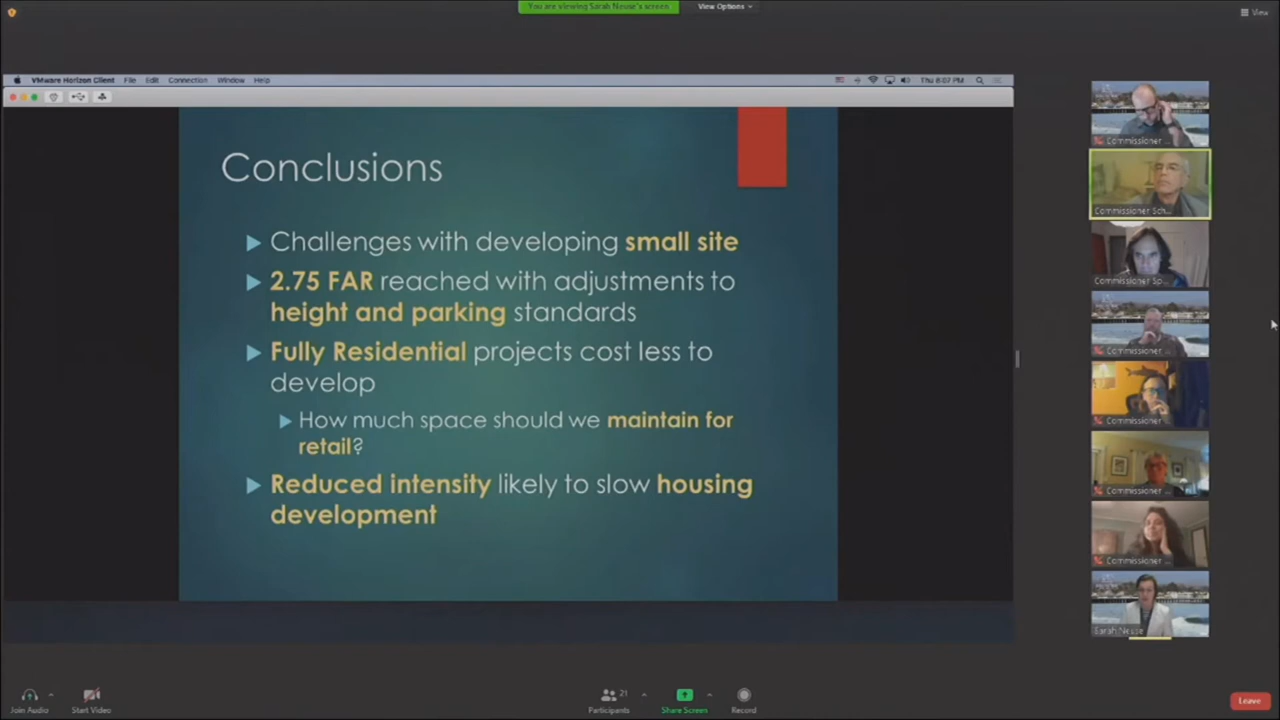 You are viewing Sarah Neuse's screen
View Options
View
VMware Horizon Client File Edit Connection Window Help
Thu 8:07 PM
Conclusions
Challenges with developing small site
2.75 FAR reached with adjustments to
height and parking standards
Fully Residential projects cost less to
develop
How much space should we maintain for
retail?
Reduced intensity likely to slow housing
development
Commissioner ...
Commissioner Sch...
Commissioner Sp...
Commissioner ...
Commissioner ...
Commissioner ...
Commissioner ...
Sarah Neuse
Join Audio
Start Video
Participants
21
Share Screen
Record
Leave